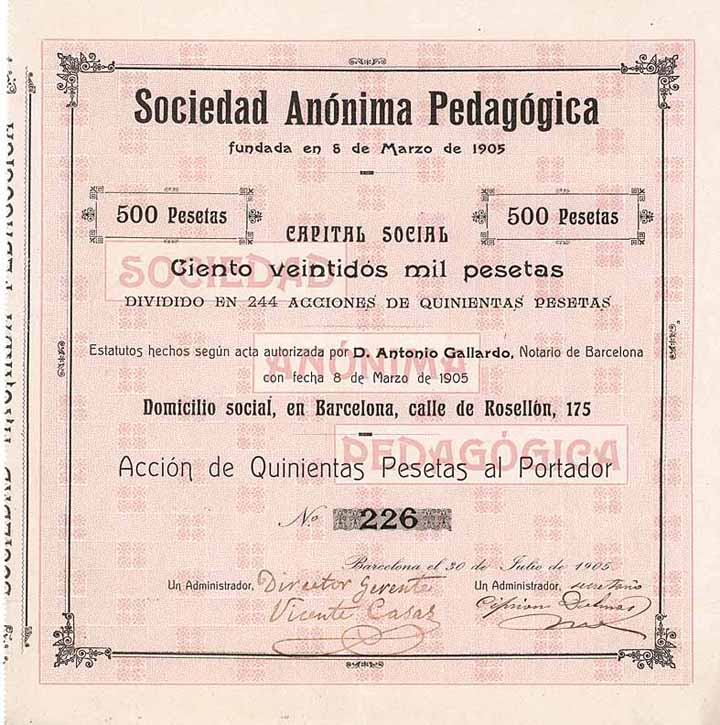 Sociedad Anónima Pedagógica
fundada en 8 de Marzo de 1905
500 Pesetas
500 Pesetas
CAPITAL SOCIAL
Ciento veintidós mil pesetas
DIVIDIDO EN 244 ACCIONES DE QUINIENTAS PESETAS
SOCIEDAD
Estatutos hechos según acta autorizada por D. Antonio Gallardo, Notario de Barcelona
ANÓNIMA
con fecha 8 de Marzo de 1905
Domicilio social, en Barcelona, calle de Rosellón, 175
PEDAGÓGICA
Acción de Quinientas Pesetas al Portador
No. 226
Barcelona el 30 de Julio de 1905.
Un Administrador, Director Gerente
Vicente Casas
Un Administrador, secretario